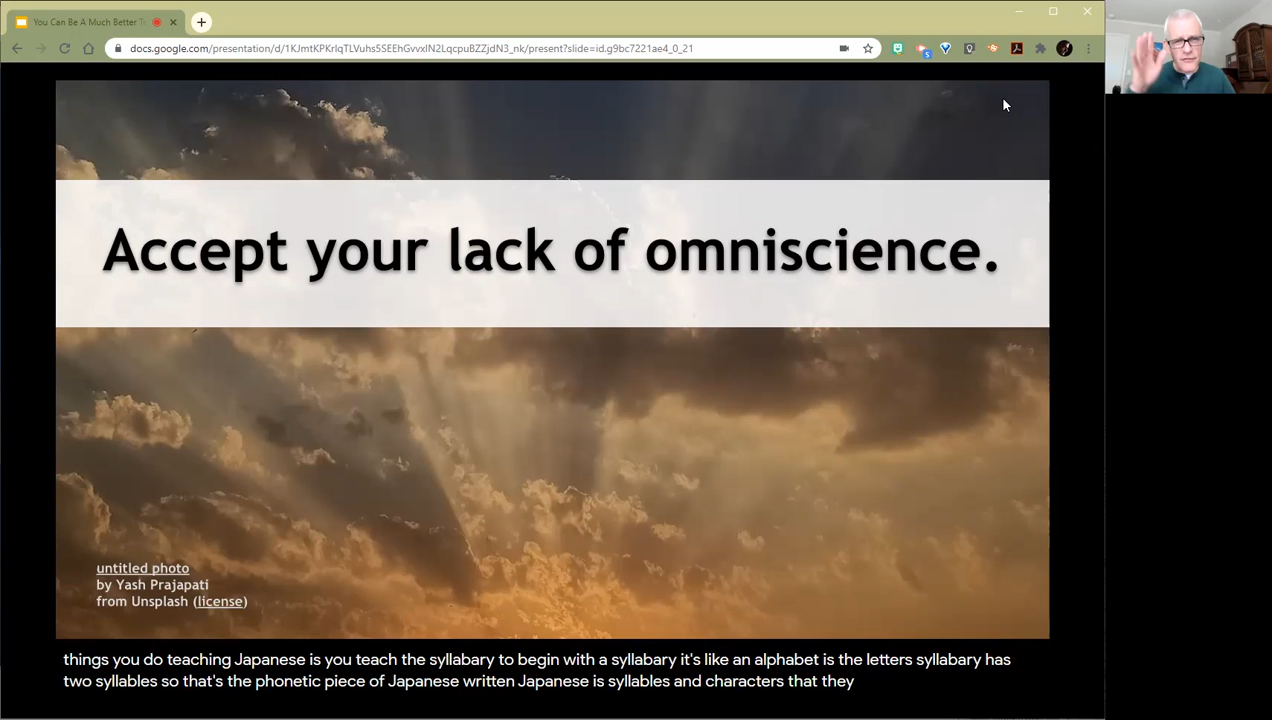 You Can Be A Much Better T
docs.google.com/presentation/d/1KJmtKPKrlqTLVuhs5SEEhGvvxlN2LqcpuBZZjdN3_nk/present?slide=id.g9bc7221ae4_0_21
Accept your lack of omniscience.
untitled photo
by Yash Prajapati
from Unsplash (license)
things you do teaching Japanese is you teach the syllabary to begin with a syllabary it's like an alphabet is the letters syllabary has
two syllables so that's the phonetic piece of Japanese written Japanese is syllables and characters that they